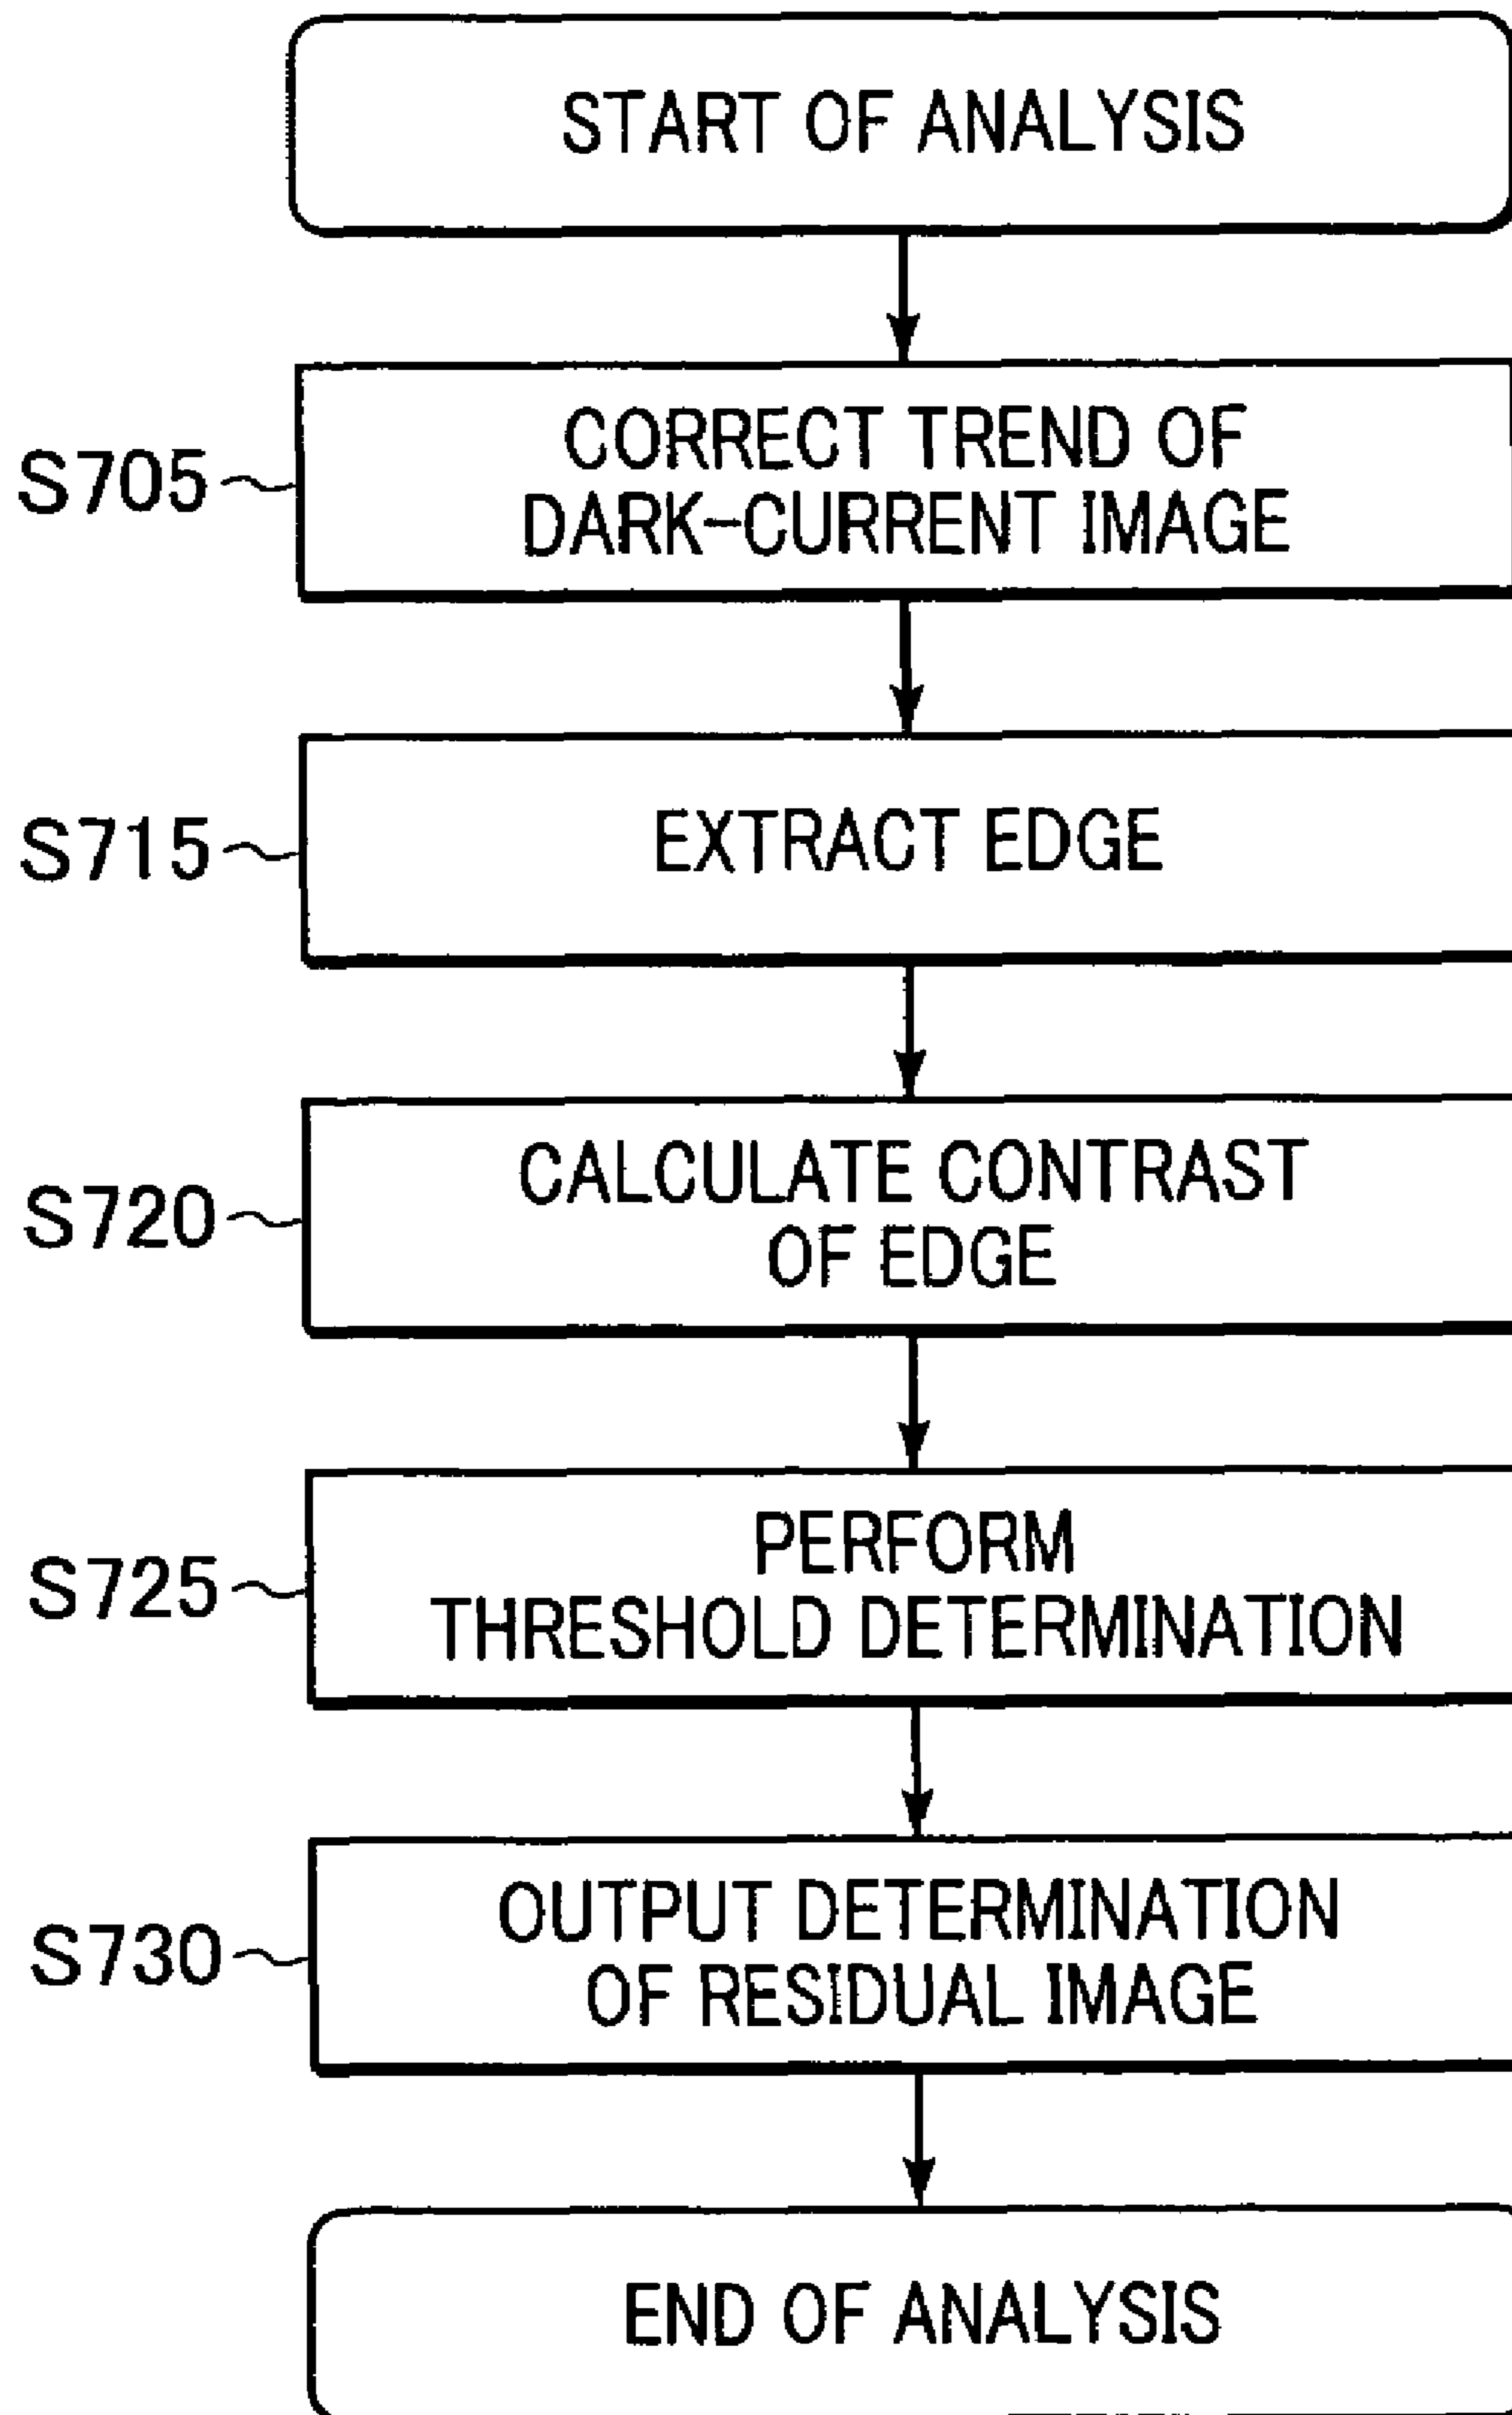 START OF ANALYSIS
S705
CORRECT TREND OF
DARK-CURRENT IMAGE
S715
EXTRACT EDGE
S720
CALCULATE CONTRAST
OF EDGE
S725
PERFORM
THRESHOLD DETERMINATION
S730
OUTPUT DETERMINATION
OF RESIDUAL IMAGE
END OF ANALYSIS